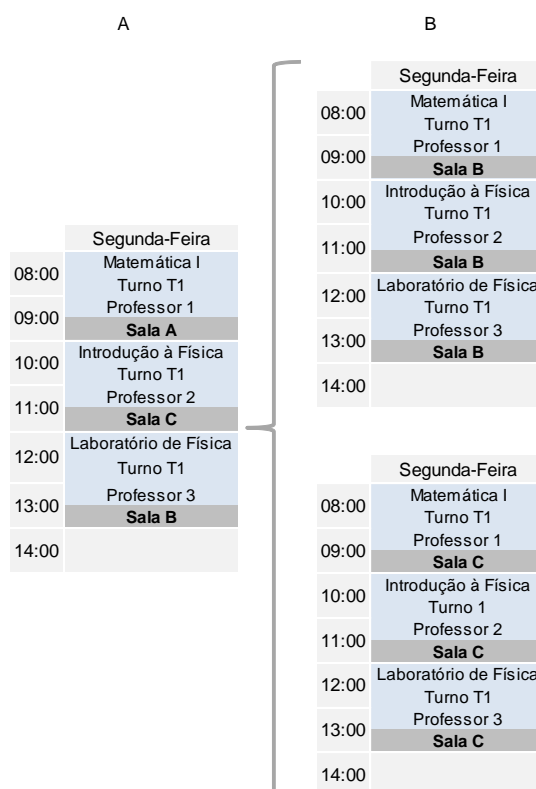 A
B
Segunda-Feira
08:00
Matemática I
Turno T1
09:00
Professor 1
Sala A
10:00
Introdução à Física
Turno T1
11:00
Professor 2
Sala C
12:00
Laboratório de Física
Turno T1
13:00
Professor 3
Sala B
14:00
Segunda-Feira
08:00
Matemática I
Turno T1
09:00
Professor 1
Sala B
10:00
Introdução à Física
Turno T1
11:00
Professor 2
Sala B
12:00
Laboratório de Física
Turno T1
13:00
Professor 3
Sala B
14:00
Segunda-Feira
08:00
Matemática I
Turno T1
09:00
Professor 1
Sala C
10:00
Introdução à Física
Turno 1
11:00
Professor 2
Sala C
12:00
Laboratório de Física
Turno T1
13:00
Professor 3
Sala C
14:00